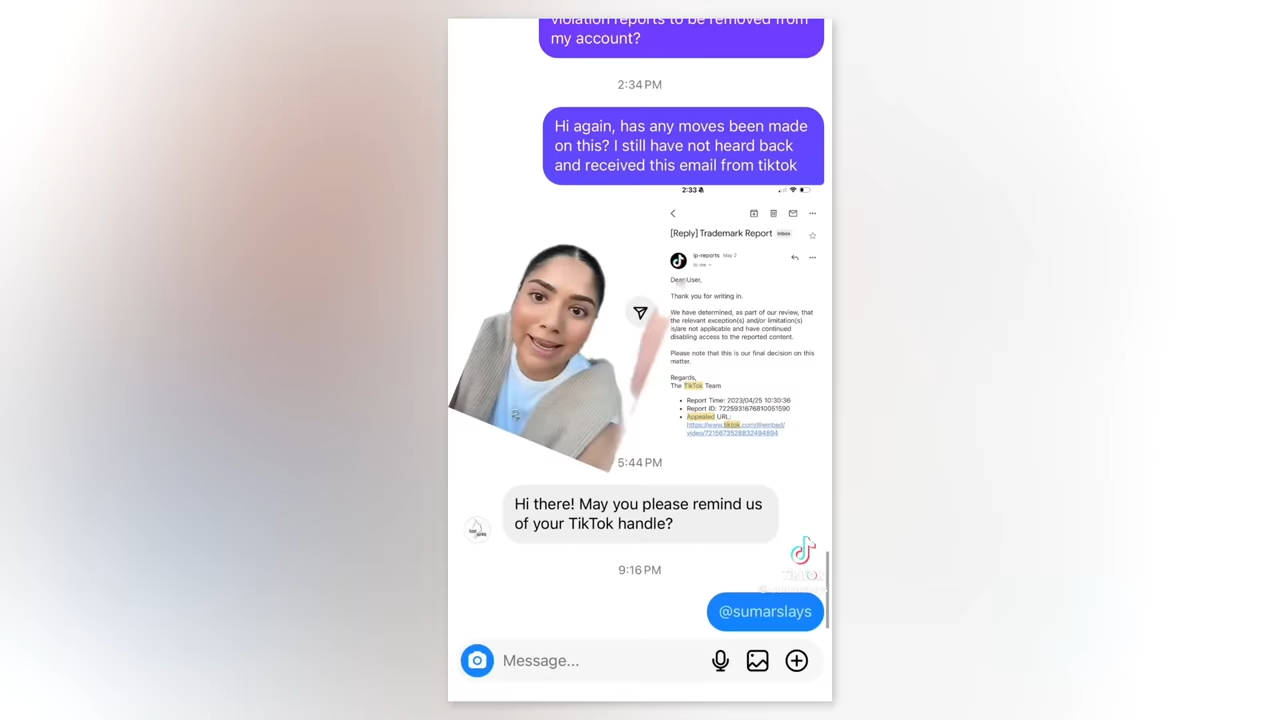 violation reports to be removed from
my account?
2:34 PM
Hi again, has any moves been made
on this? I still have not heard back
and received this email from tiktok
2:33
[Reply] Trademark Report Inbox
ip-reports May 2
to me
Dear User,
Thank you for writing in.
We have determined, as part of our review, that
the relevant exception(s) and/or limitation(s)
is/are not applicable and have continued
disabling access to the reported content.
Please note that this is our final decision on this
matter.
Regards,
The TikTok Team
• Report Time: 2023/04/25 10:30:36
• Report ID: 7225931676810051590
• Appealed URL:
https://www.tiktok.com/@embed/
video/7215673528832494894
5:44 PM
Hi there! May you please remind us
of your TikTok handle?
9:16 PM
TikTok
@sumarslays
Message...